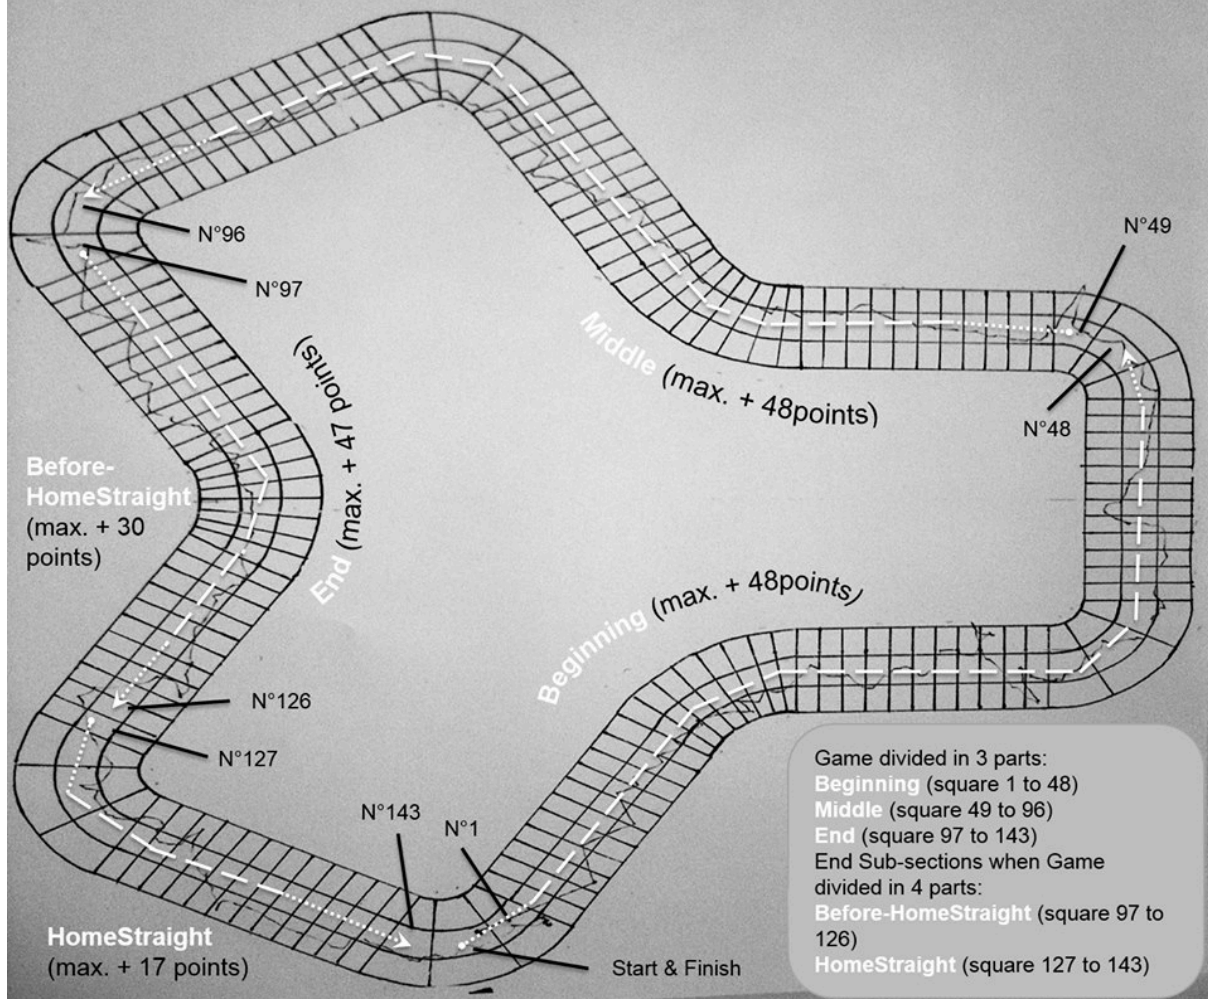 N°96
N°97
N°49
Middle (max. + 48points)
N°48
End (max. + 47 points)
Before-
HomeStraight
(max. + 30
points)
Beginning (max. + 48points)
N°126
N°127
N°143
N°1
HomeStraight
(max. + 17 points)
Start & Finish
Game divided in 3 parts:
Beginning (square 1 to 48)
Middle (square 49 to 96)
End (square 97 to 143)
End Sub-sections when Game
divided in 4 parts:
Before-HomeStraight (square 97 to
126)
HomeStraight (square 127 to 143)